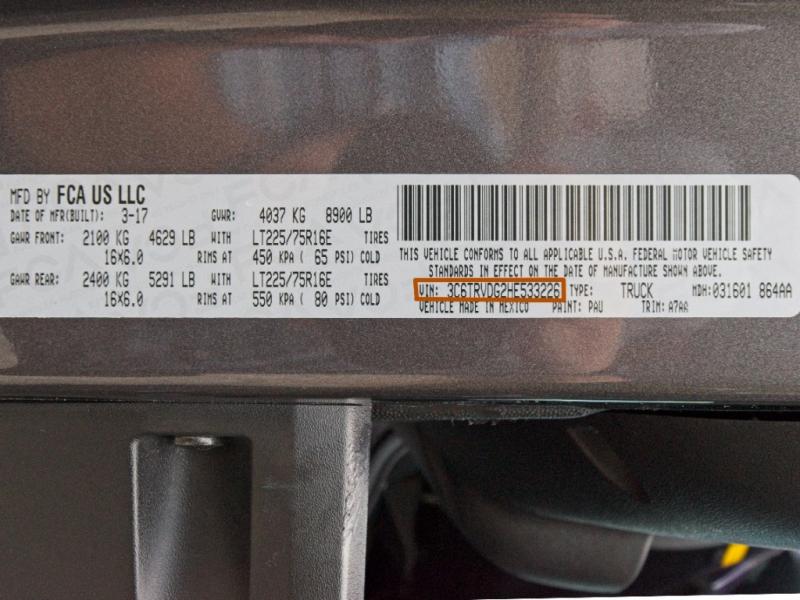 MFD BY FCA US LLC
DATE OF MFR(BUILT): 3-17 GVWR: 4037 KG 8900 LB
GAWR FRONT: 2100 KG 4629 LB WITH LT225/75R16E TIRES
16X6.0 RIMS AT 450 KPA ( 65 PSI) COLD
GAWR REAR: 2400 KG 5291 LB WITH LT225/75R16E TIRES
16X6.0 RIMS AT 550 KPA ( 80 PSI) COLD
THIS VEHICLE CONFORMS TO ALL APPLICABLE U.S.A. FEDERAL MOTOR VEHICLE SAFETY
STANDARDS IN EFFECT ON THE DATE OF MANUFACTURE SHOWN ABOVE.
VIN: 3C6TRVDG2HE533226 TYPE: TRUCK MDH: 031601 864AA
VEHICLE MADE IN MEXICO PAINT: PAU TRIM: A7AA